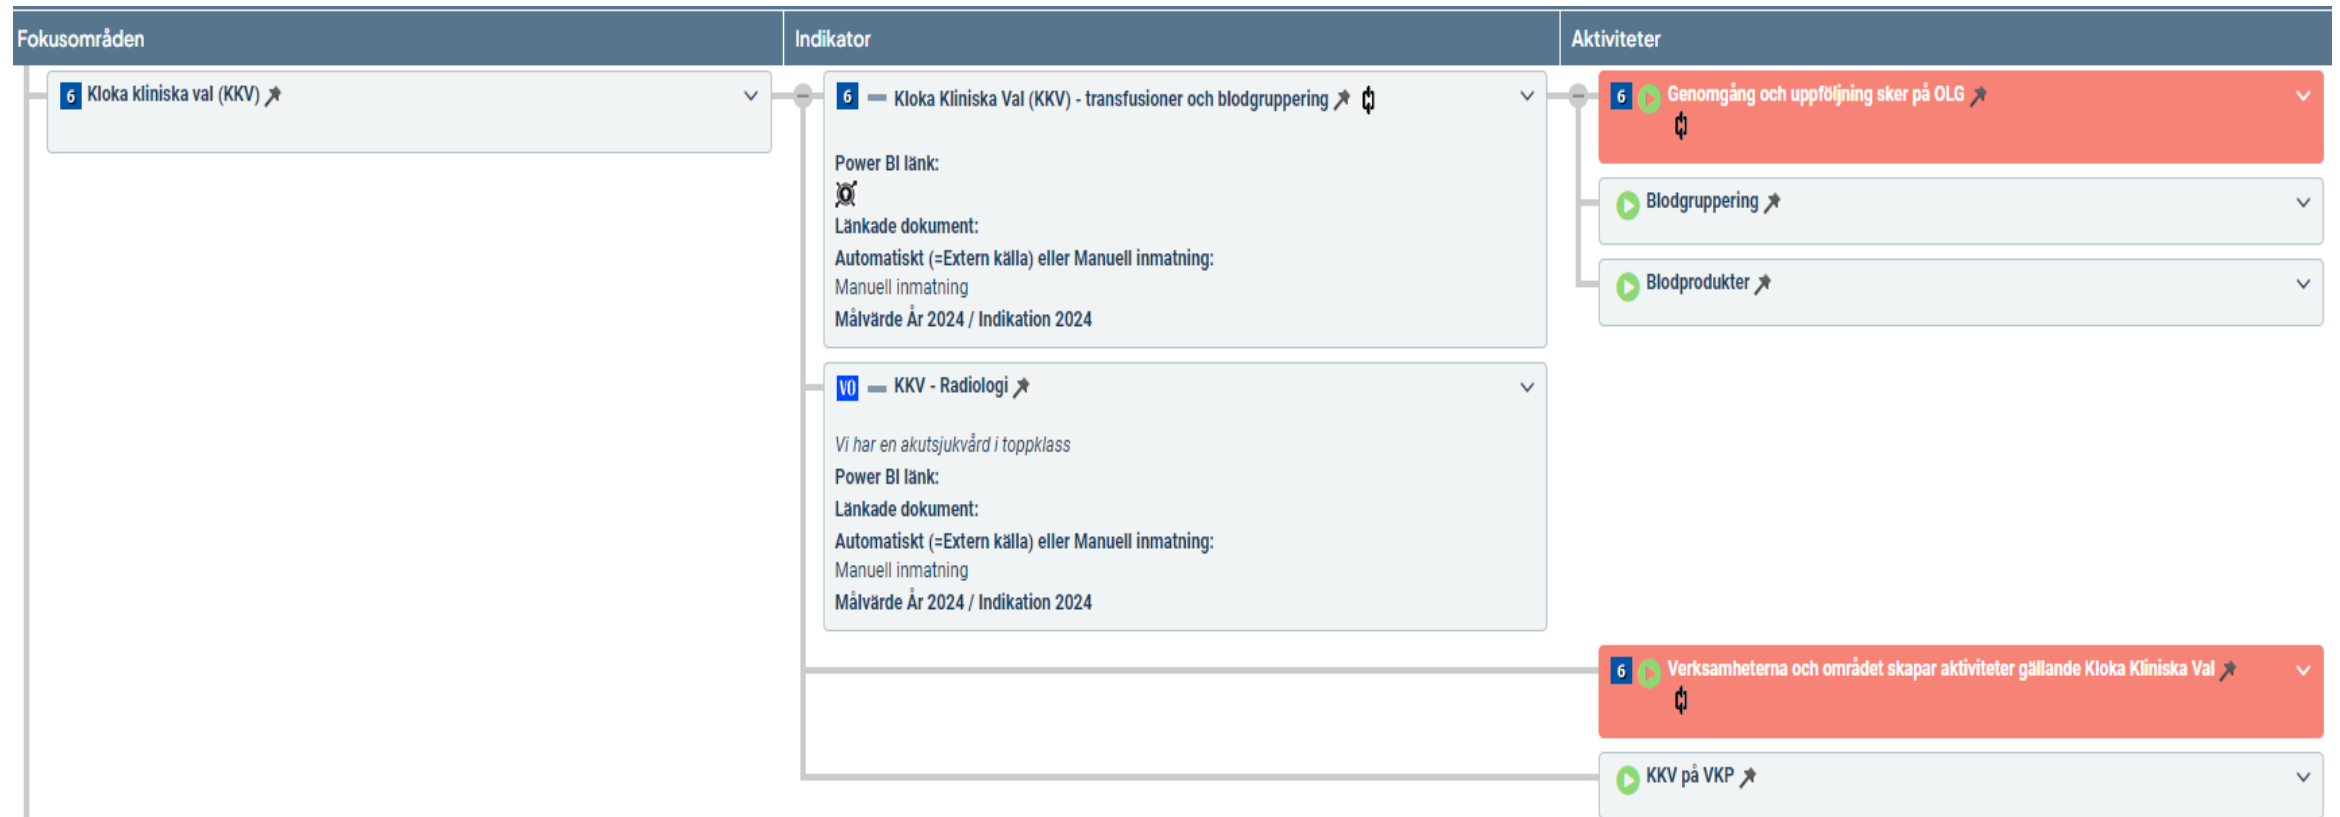 Fokusområden
Indikator
Aktiviteter
6 Kloka kliniska val (KKV)
6 Kloka Kliniska Val (KKV) - transfusioner och blodgruppering
Power BI länk:
Länkade dokument:
Automatiskt (=Extern källa) eller Manuell inmatning:
Manuell inmatning
Målvärde År 2024 / Indikation 2024
VO KKV - Radiologi
Vi har en akutsjukvård i toppklass
Power BI länk:
Länkade dokument:
Automatiskt (=Extern källa) eller Manuell inmatning:
Manuell inmatning
Målvärde År 2024 / Indikation 2024
6 Genomgång och uppföljning sker på OLG
Blodgruppering
Blodprodukter
6 Verksamheterna och området skapar aktiviteter gällande Kloka Kliniska Val
KKV på VKP